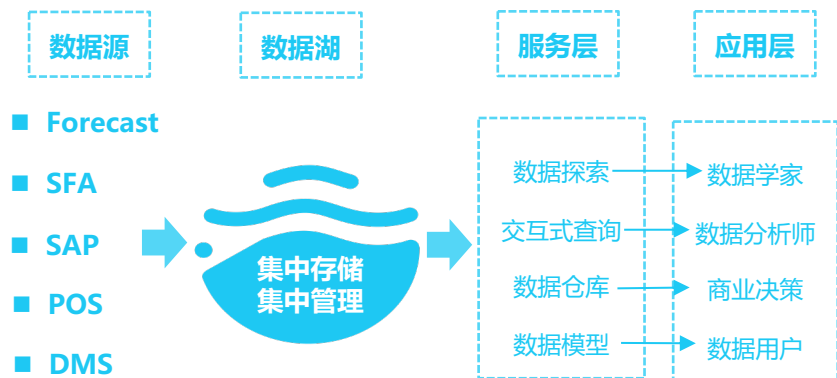 数据源
数据湖
服务层
应用层
Forecast
SFA
SAP
POS
DMS
集中存储
集中管理
数据探索
交互式查询
数据仓库
数据模型
数据学家
数据分析师
商业决策
数据用户